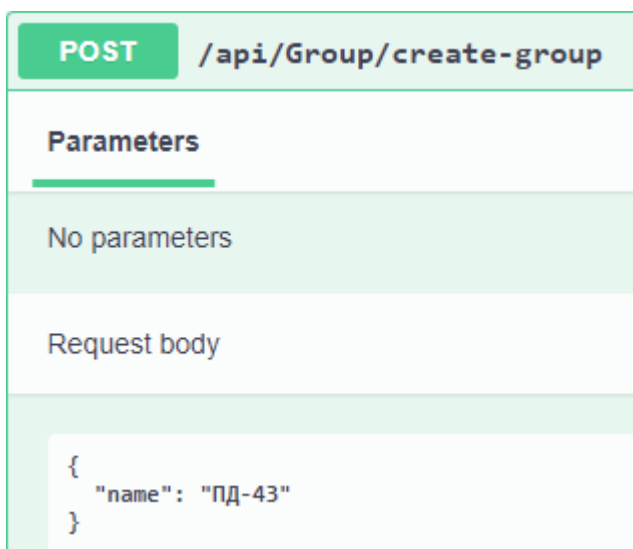 POST /api/Group/create-group
Parameters
No parameters
Request body
{
"name": "ПД-43"
}